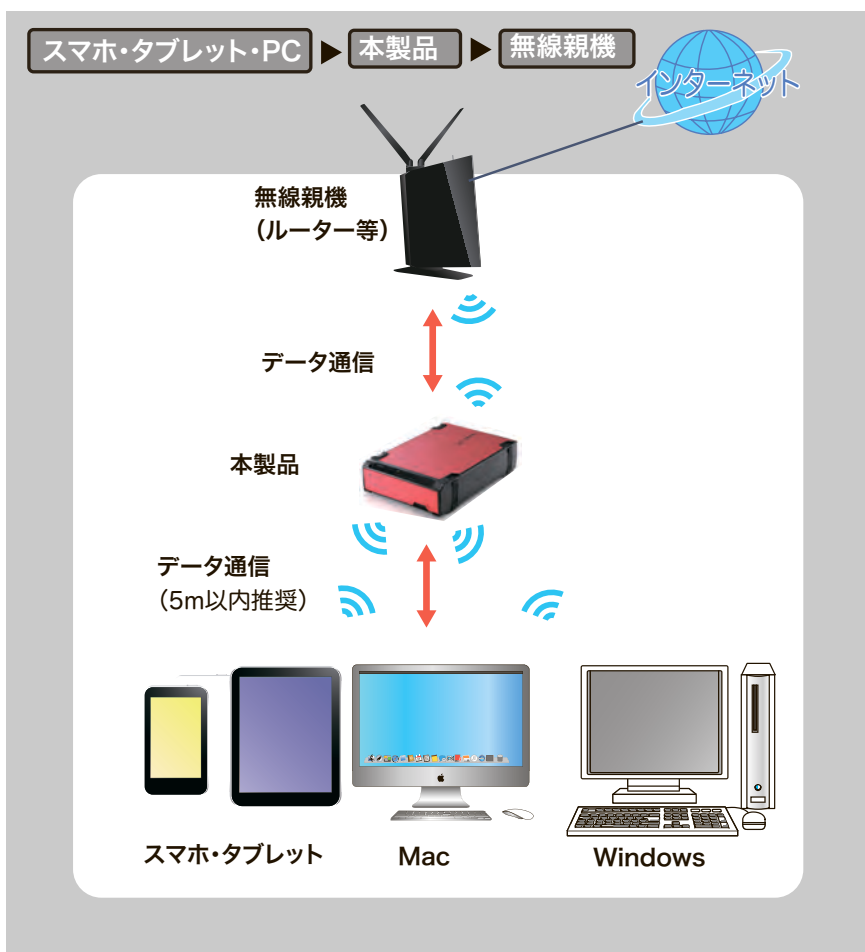 スマホ・タブレット・PC ▶ 本製品 ▶ 無線親機
インターネット
無線親機
(ルーター等)
データ通信
本製品
データ通信
(5m以内推奨)
スマホ・タブレット
Mac
Windows